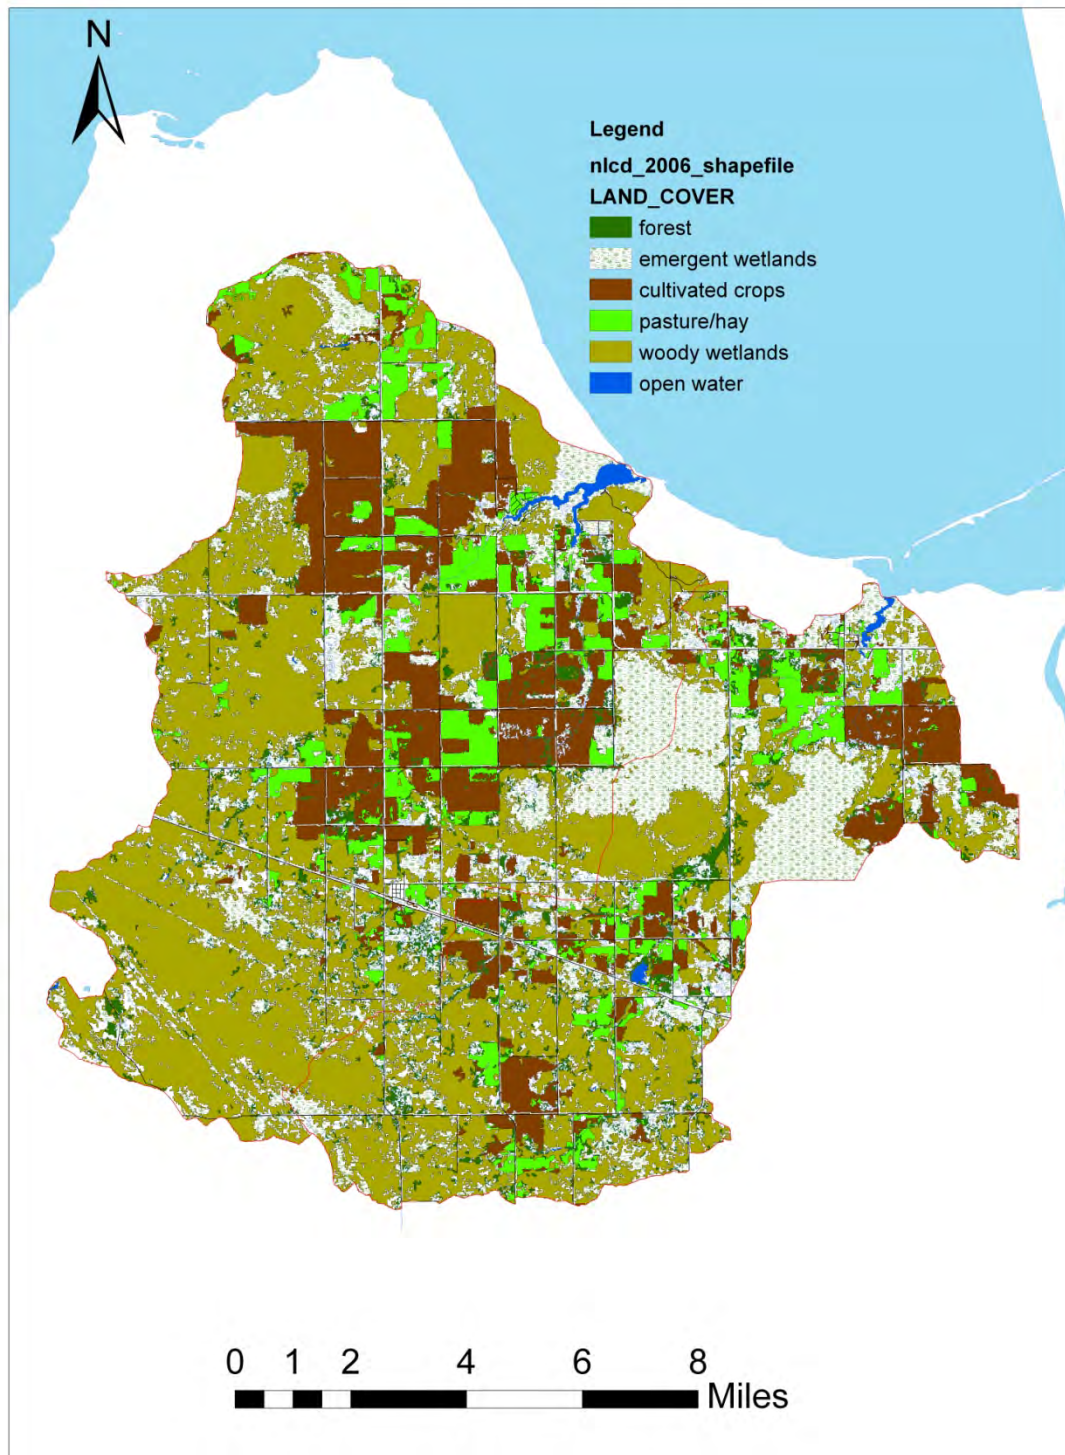 N
Legend
nlcd_2006_shapefile
LAND_COVER
forest
emergent wetlands
cultivated crops
pasture/hay
woody wetlands
open water
0 1 2 4 6 8
Miles